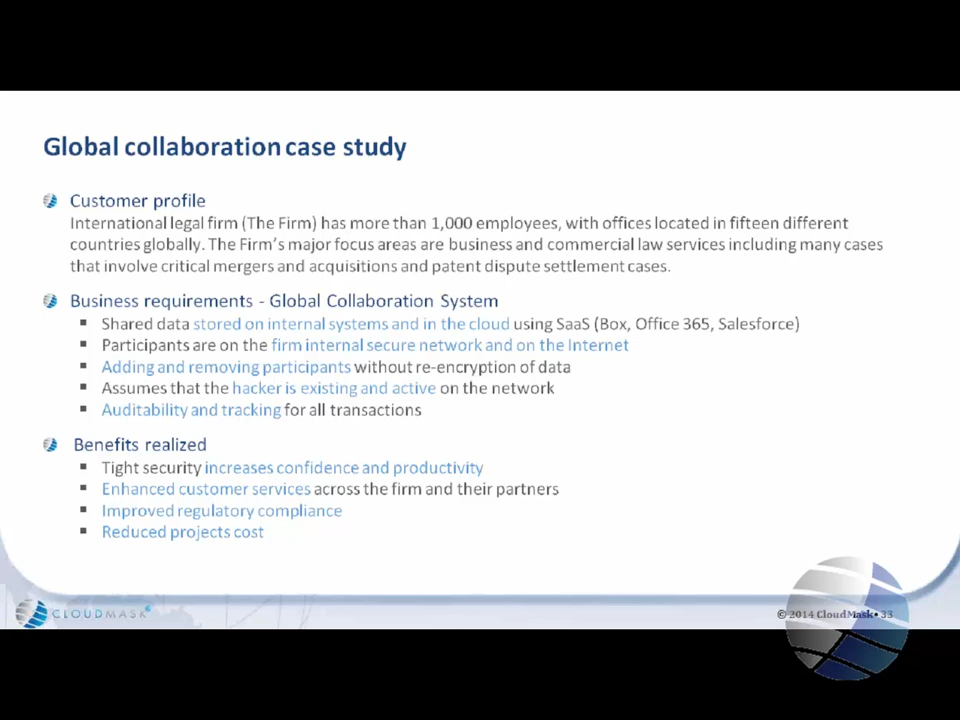 Global collaboration case study
Customer profile
International legal firm (The Firm) has more than 1,000 employees, with offices located in fifteen different
countries globally. The Firm's major focus areas are business and commercial law services including many cases
that involve critical mergers and acquisitions and patent dispute settlement cases.
Business requirements - Global Collaboration System
Shared data stored on internal systems and in the cloud using SaaS (Box, Office 365, Salesforce)
Participants are on the firm internal secure network and on the Internet
Adding and removing participants without re-encryption of data
Assumes that the hacker is existing and active on the network
Auditability and tracking for all transactions
Benefits realized
Tight security increases confidence and productivity
Enhanced customer services across the firm and their partners
Improved regulatory compliance
Reduced projects cost
CLOUDMASK
© 2014 CloudMask • 33